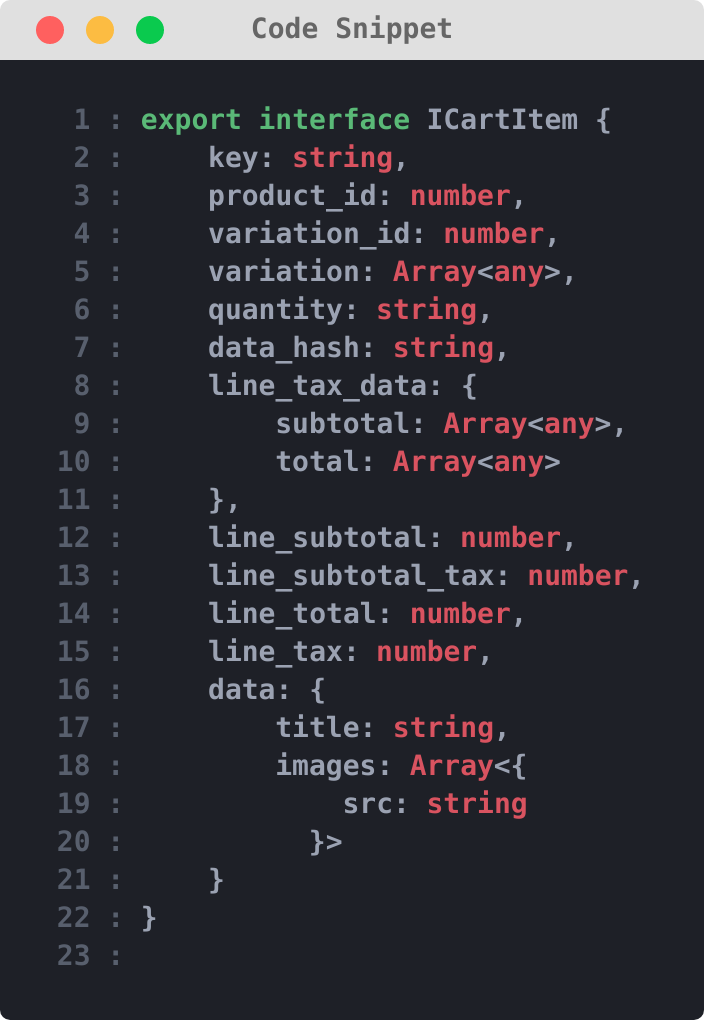 Code Snippet
1 : export interface ICartItem {
2 :     key: string,
3 :     product_id: number,
4 :     variation_id: number,
5 :     variation: Array<any>,
6 :     quantity: string,
7 :     data_hash: string,
8 :     line_tax_data: {
9 :         subtotal: Array<any>,
10 :         total: Array<any>
11 :     },
12 :     line_subtotal: number,
13 :     line_subtotal_tax: number,
14 :     line_total: number,
15 :     line_tax: number,
16 :     data: {
17 :         title: string,
18 :         images: Array<{
19 :             src: string
20 :           }>
21 :     }
22 : }
23 :